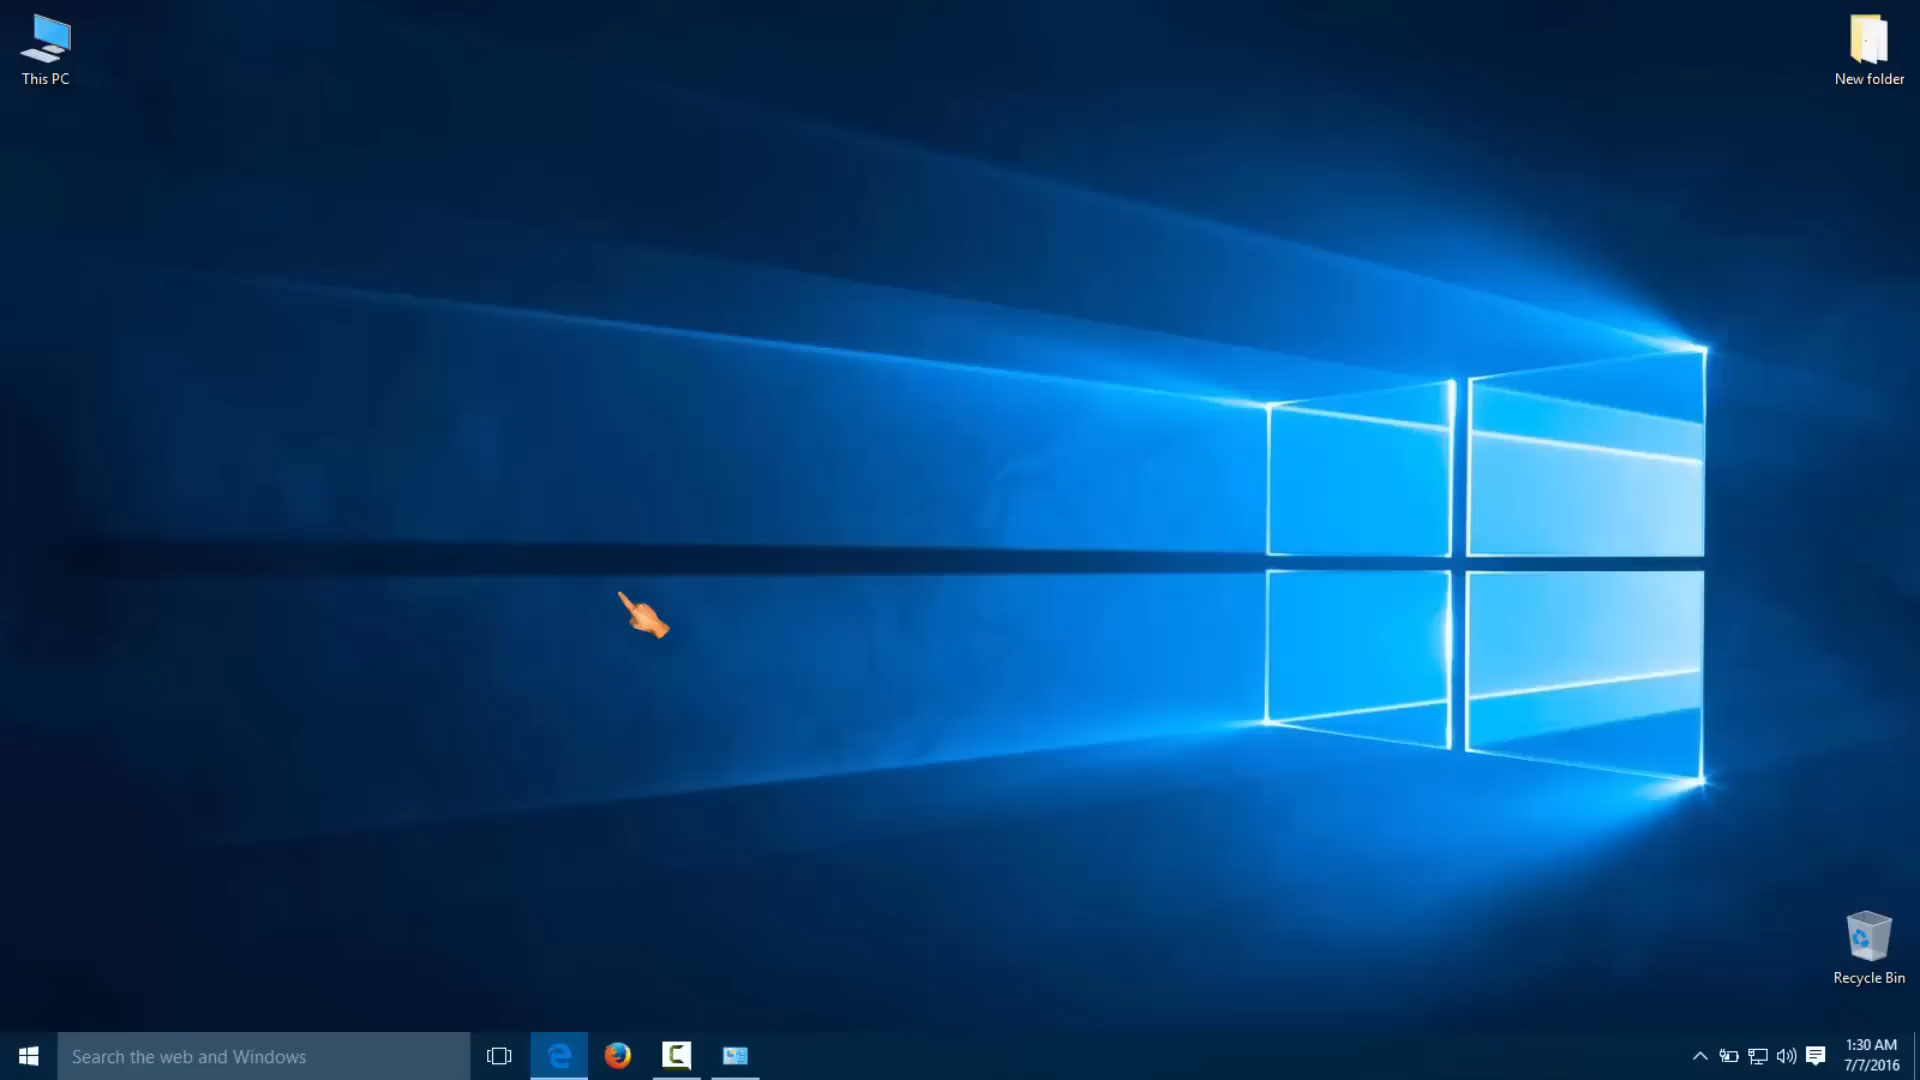 This PC
New folder
Recycle Bin
Search the web and Windows
1:30 AM
7/7/2016